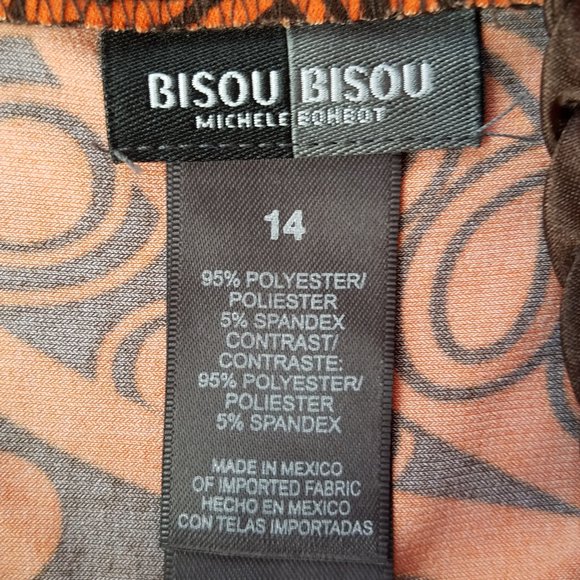 BISOU BISOU
MICHELE BOHBOT
14
95% POLYESTER/
POLIESTER
5% SPANDEX
CONTRAST/
CONTRASTE:
95% POLYESTER/
POLIESTER
5% SPANDEX
MADE IN MEXICO
OF IMPORTED FABRIC
HECHO EN MEXICO
CON TELAS IMPORTADAS